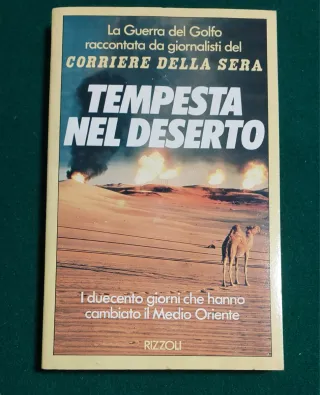 La Guerra del Golfo
raccontata da giornalisti del
CORRIERE DELLA SERA
TEMPESTA
NEL DESERTO
I duecento giorni che hanno
cambiato il Medio Oriente
RIZZOLI